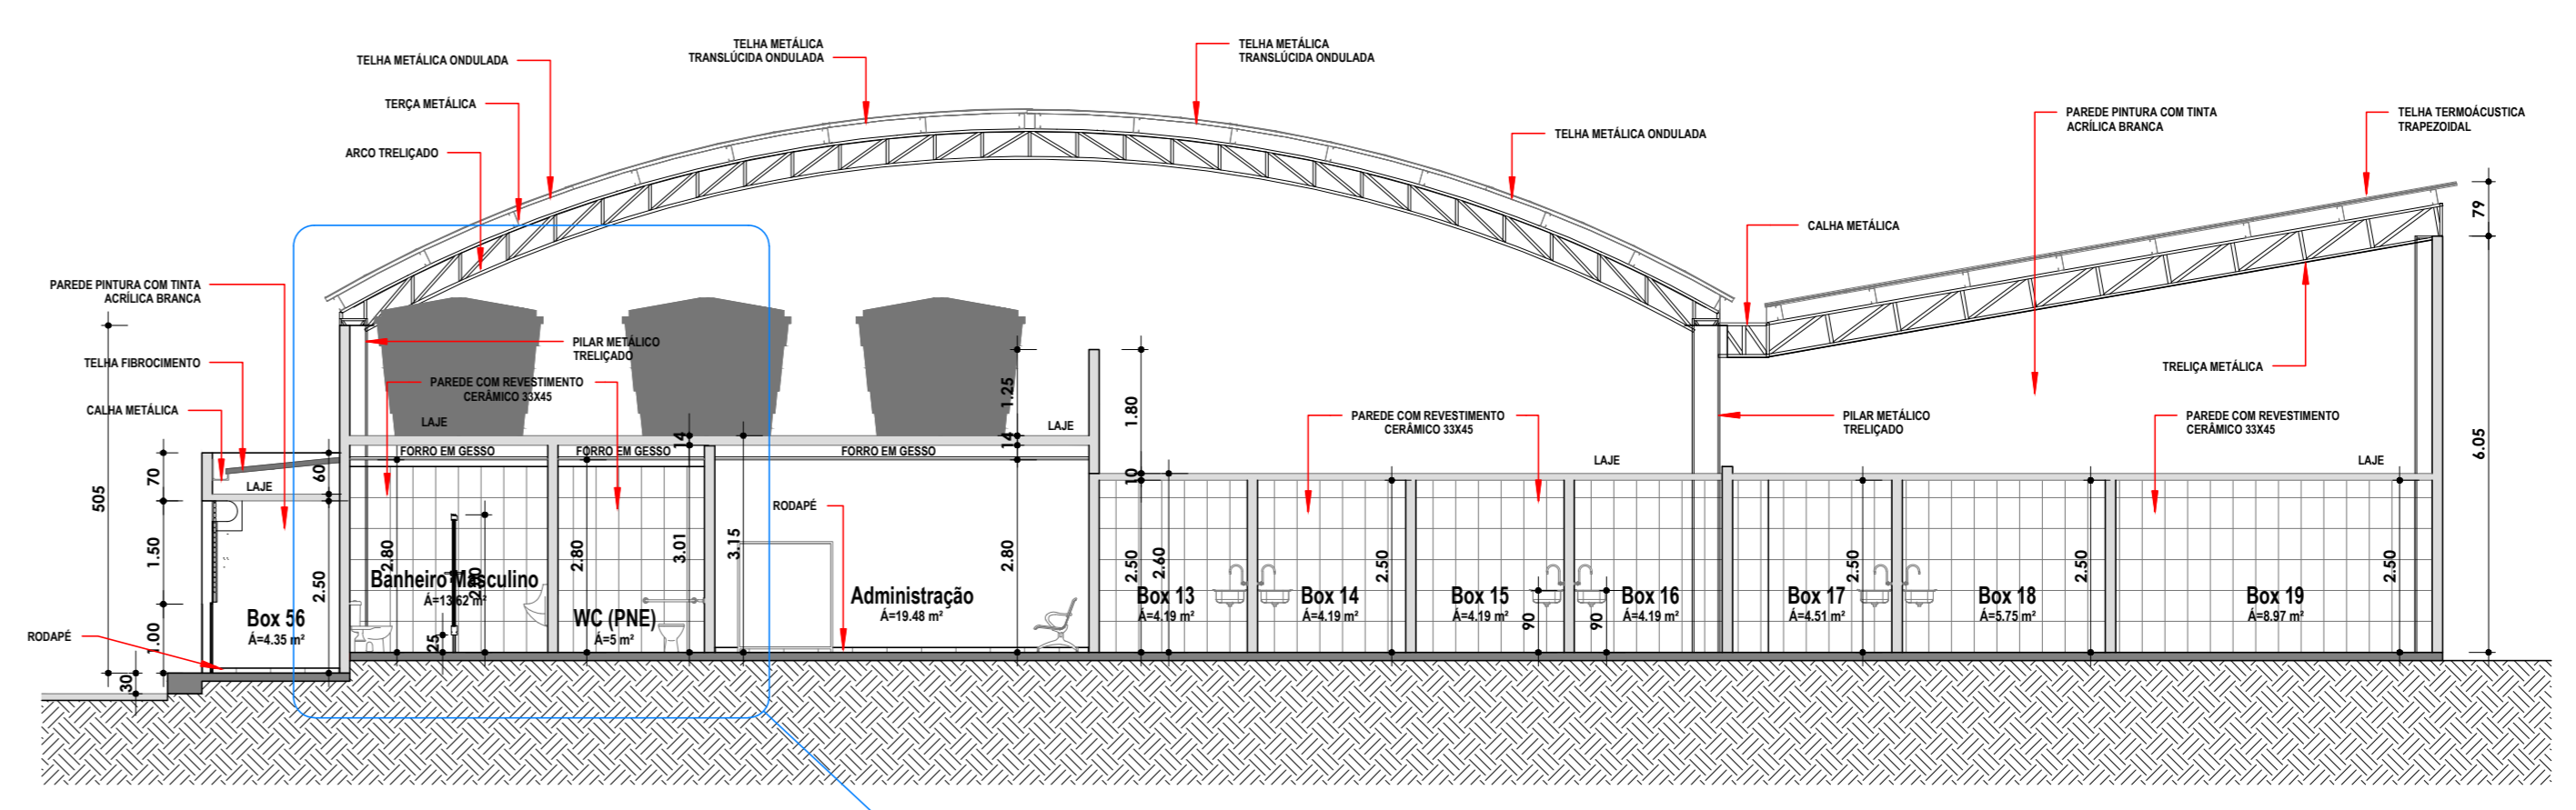 TELHA METÁLICA
TRANSLÚCIDA ONDULADA
TELHA METÁLICA
TRANSLÚCIDA ONDULADA
TELHA METÁLICA ONDULADA
TERÇA METÁLICA
ARCO TRELIÇADO
TELHA METÁLICA ONDULADA
PAREDE PINTURA COM TINTA
ACRÍLICA BRANCA
TELHA TERMOÁCUSTICA
TRAPEZOIDAL
79
CALHA METÁLICA
PAREDE PINTURA COM TINTA
ACRÍLICA BRANCA
PILAR METÁLICO
TRELIÇADO
TELHA FIBROCIMENTO
TRELIÇA METÁLICA
PAREDE COM REVESTIMENTO
CERÂMICO 33X45
CALHA METÁLICA
1.25
1.80
PAREDE COM REVESTIMENTO
CERÂMICO 33X45
PILAR METÁLICO
TRELIÇADO
PAREDE COM REVESTIMENTO
CERÂMICO 33X45
6.05
LAJE
LAJE
14
14
FORRO EM GESSO
FORRO EM GESSO
FORRO EM GESSO
LAJE
LAJE
505
70
60
LAJE
10
RODAPÉ
1.50
2.50
2.80
2.80
3.01
3.15
2.80
2.50
2.60
2.50
2.50
2.50
2.50
Banheiro Masculino
Á=13.62 m²
Box 56
Á=4.35 m²
WC (PNE)
Á=5 m²
Administração
Á=19.48 m²
Box 13
Á=4.19 m²
Box 14
Á=4.19 m²
Box 15
Á=4.19 m²
Box 16
Á=4.19 m²
Box 17
Á=4.51 m²
Box 18
Á=5.75 m²
Box 19
Á=8.97 m²
90
90
RODAPÉ
1.00
25
30